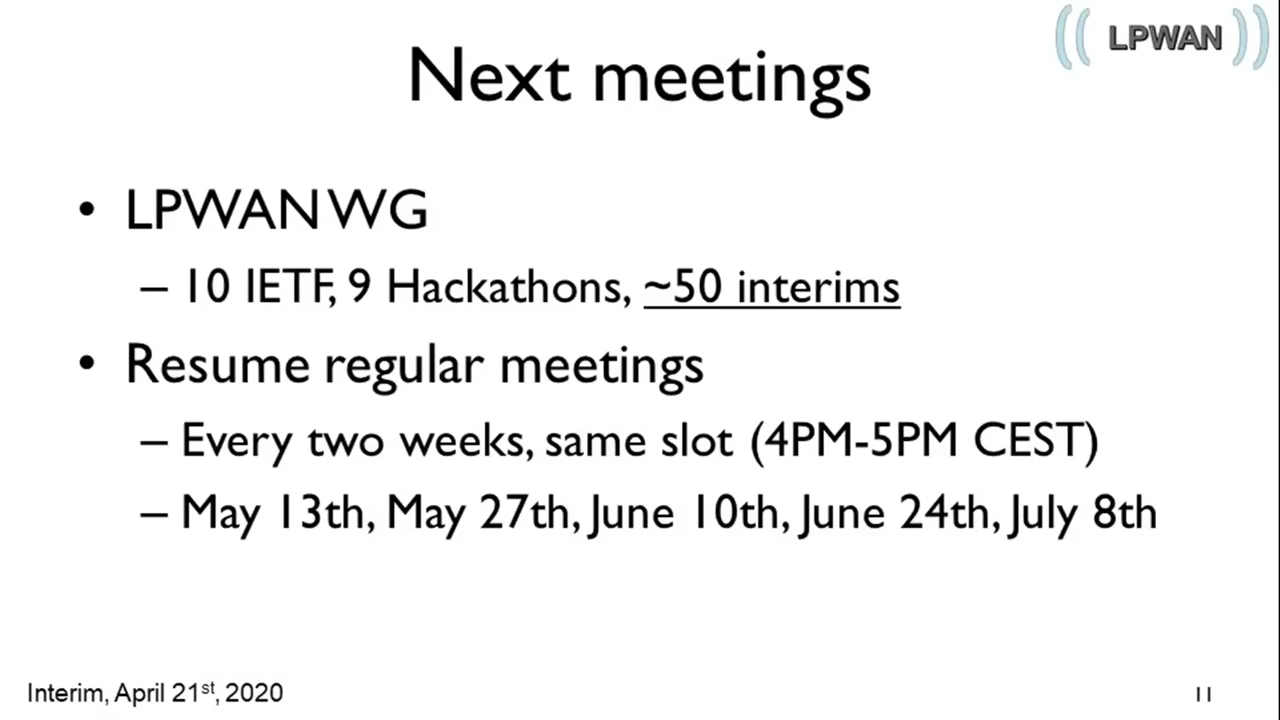 ((LPWAN))
Next meetings
• LPWAN WG
– 10 IETF, 9 Hackathons, ~50 interims
• Resume regular meetings
– Every two weeks, same slot (4PM-5PM CEST)
– May 13th, May 27th, June 10th, June 24th, July 8th
Interim, April 21st, 2020
11